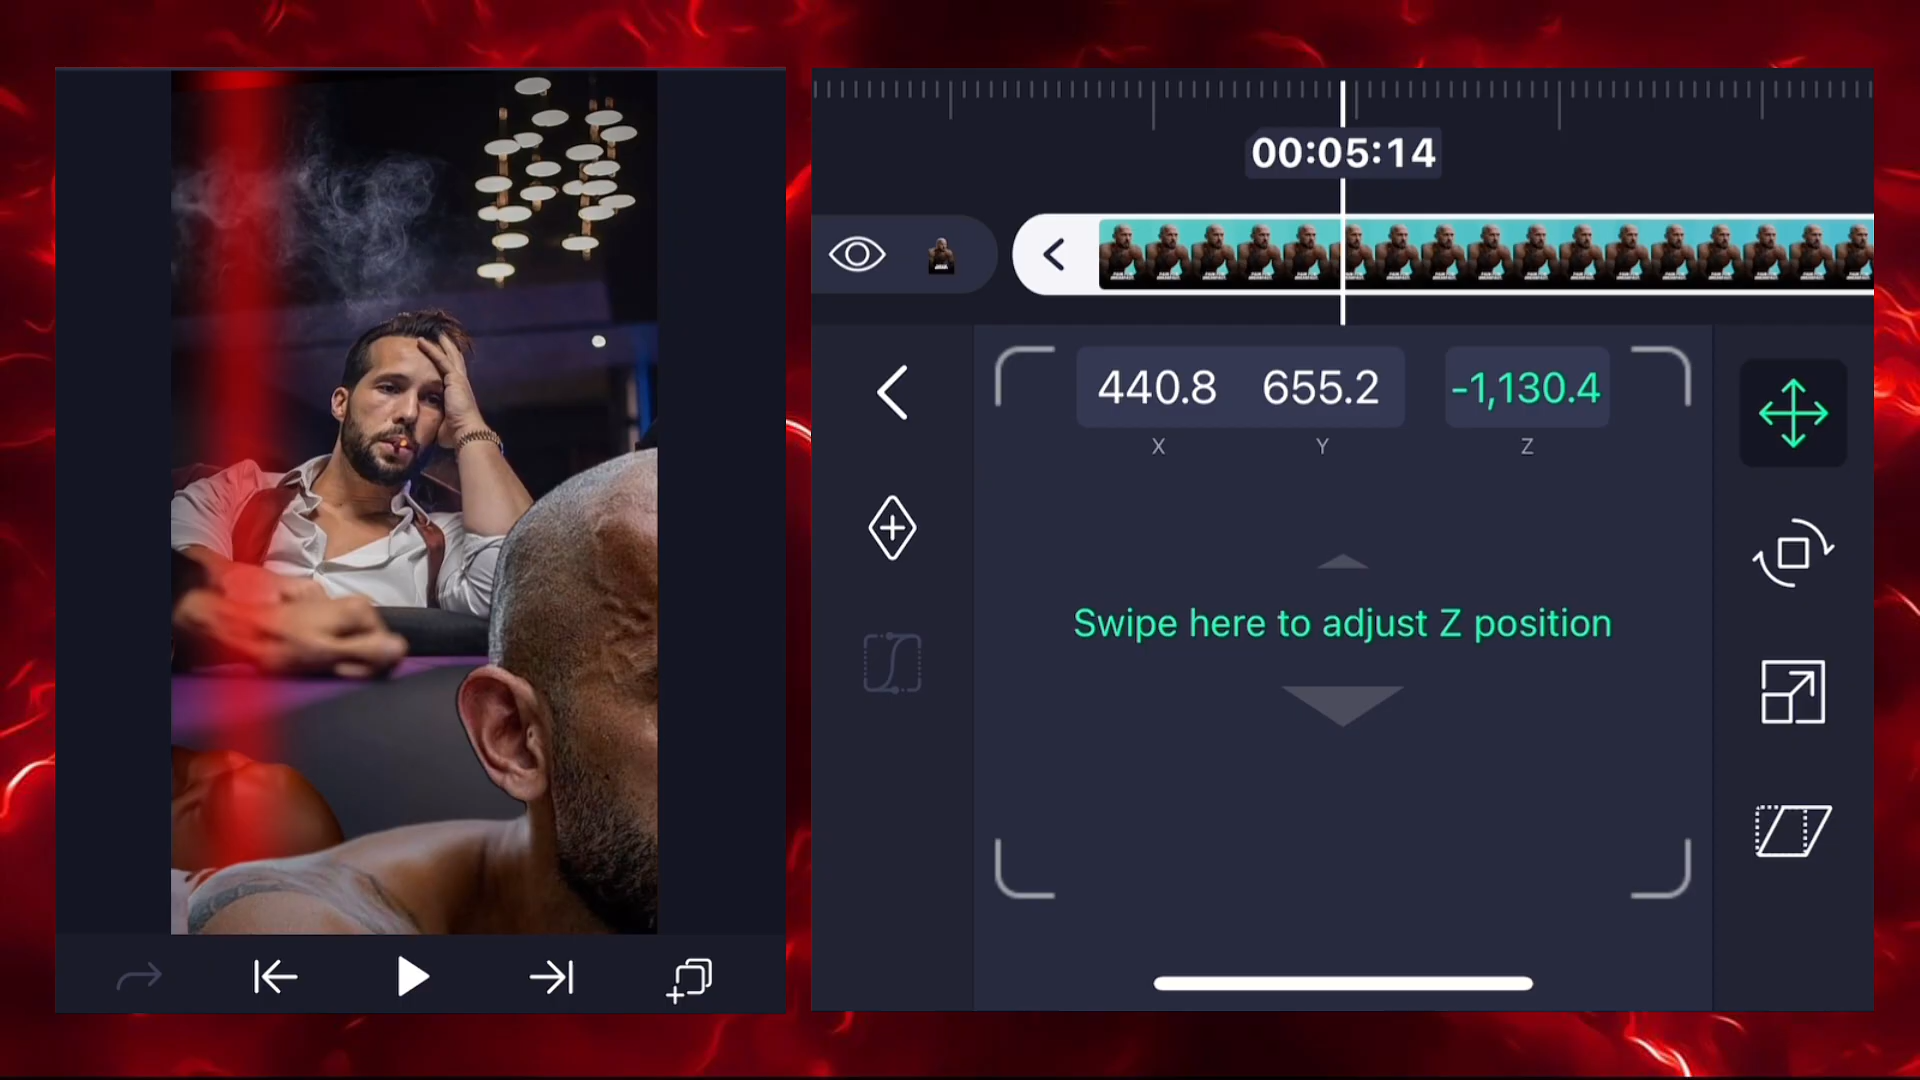 00:05:14
440.8 655.2 -1,130.4
X Y Z
Swipe here to adjust Z position